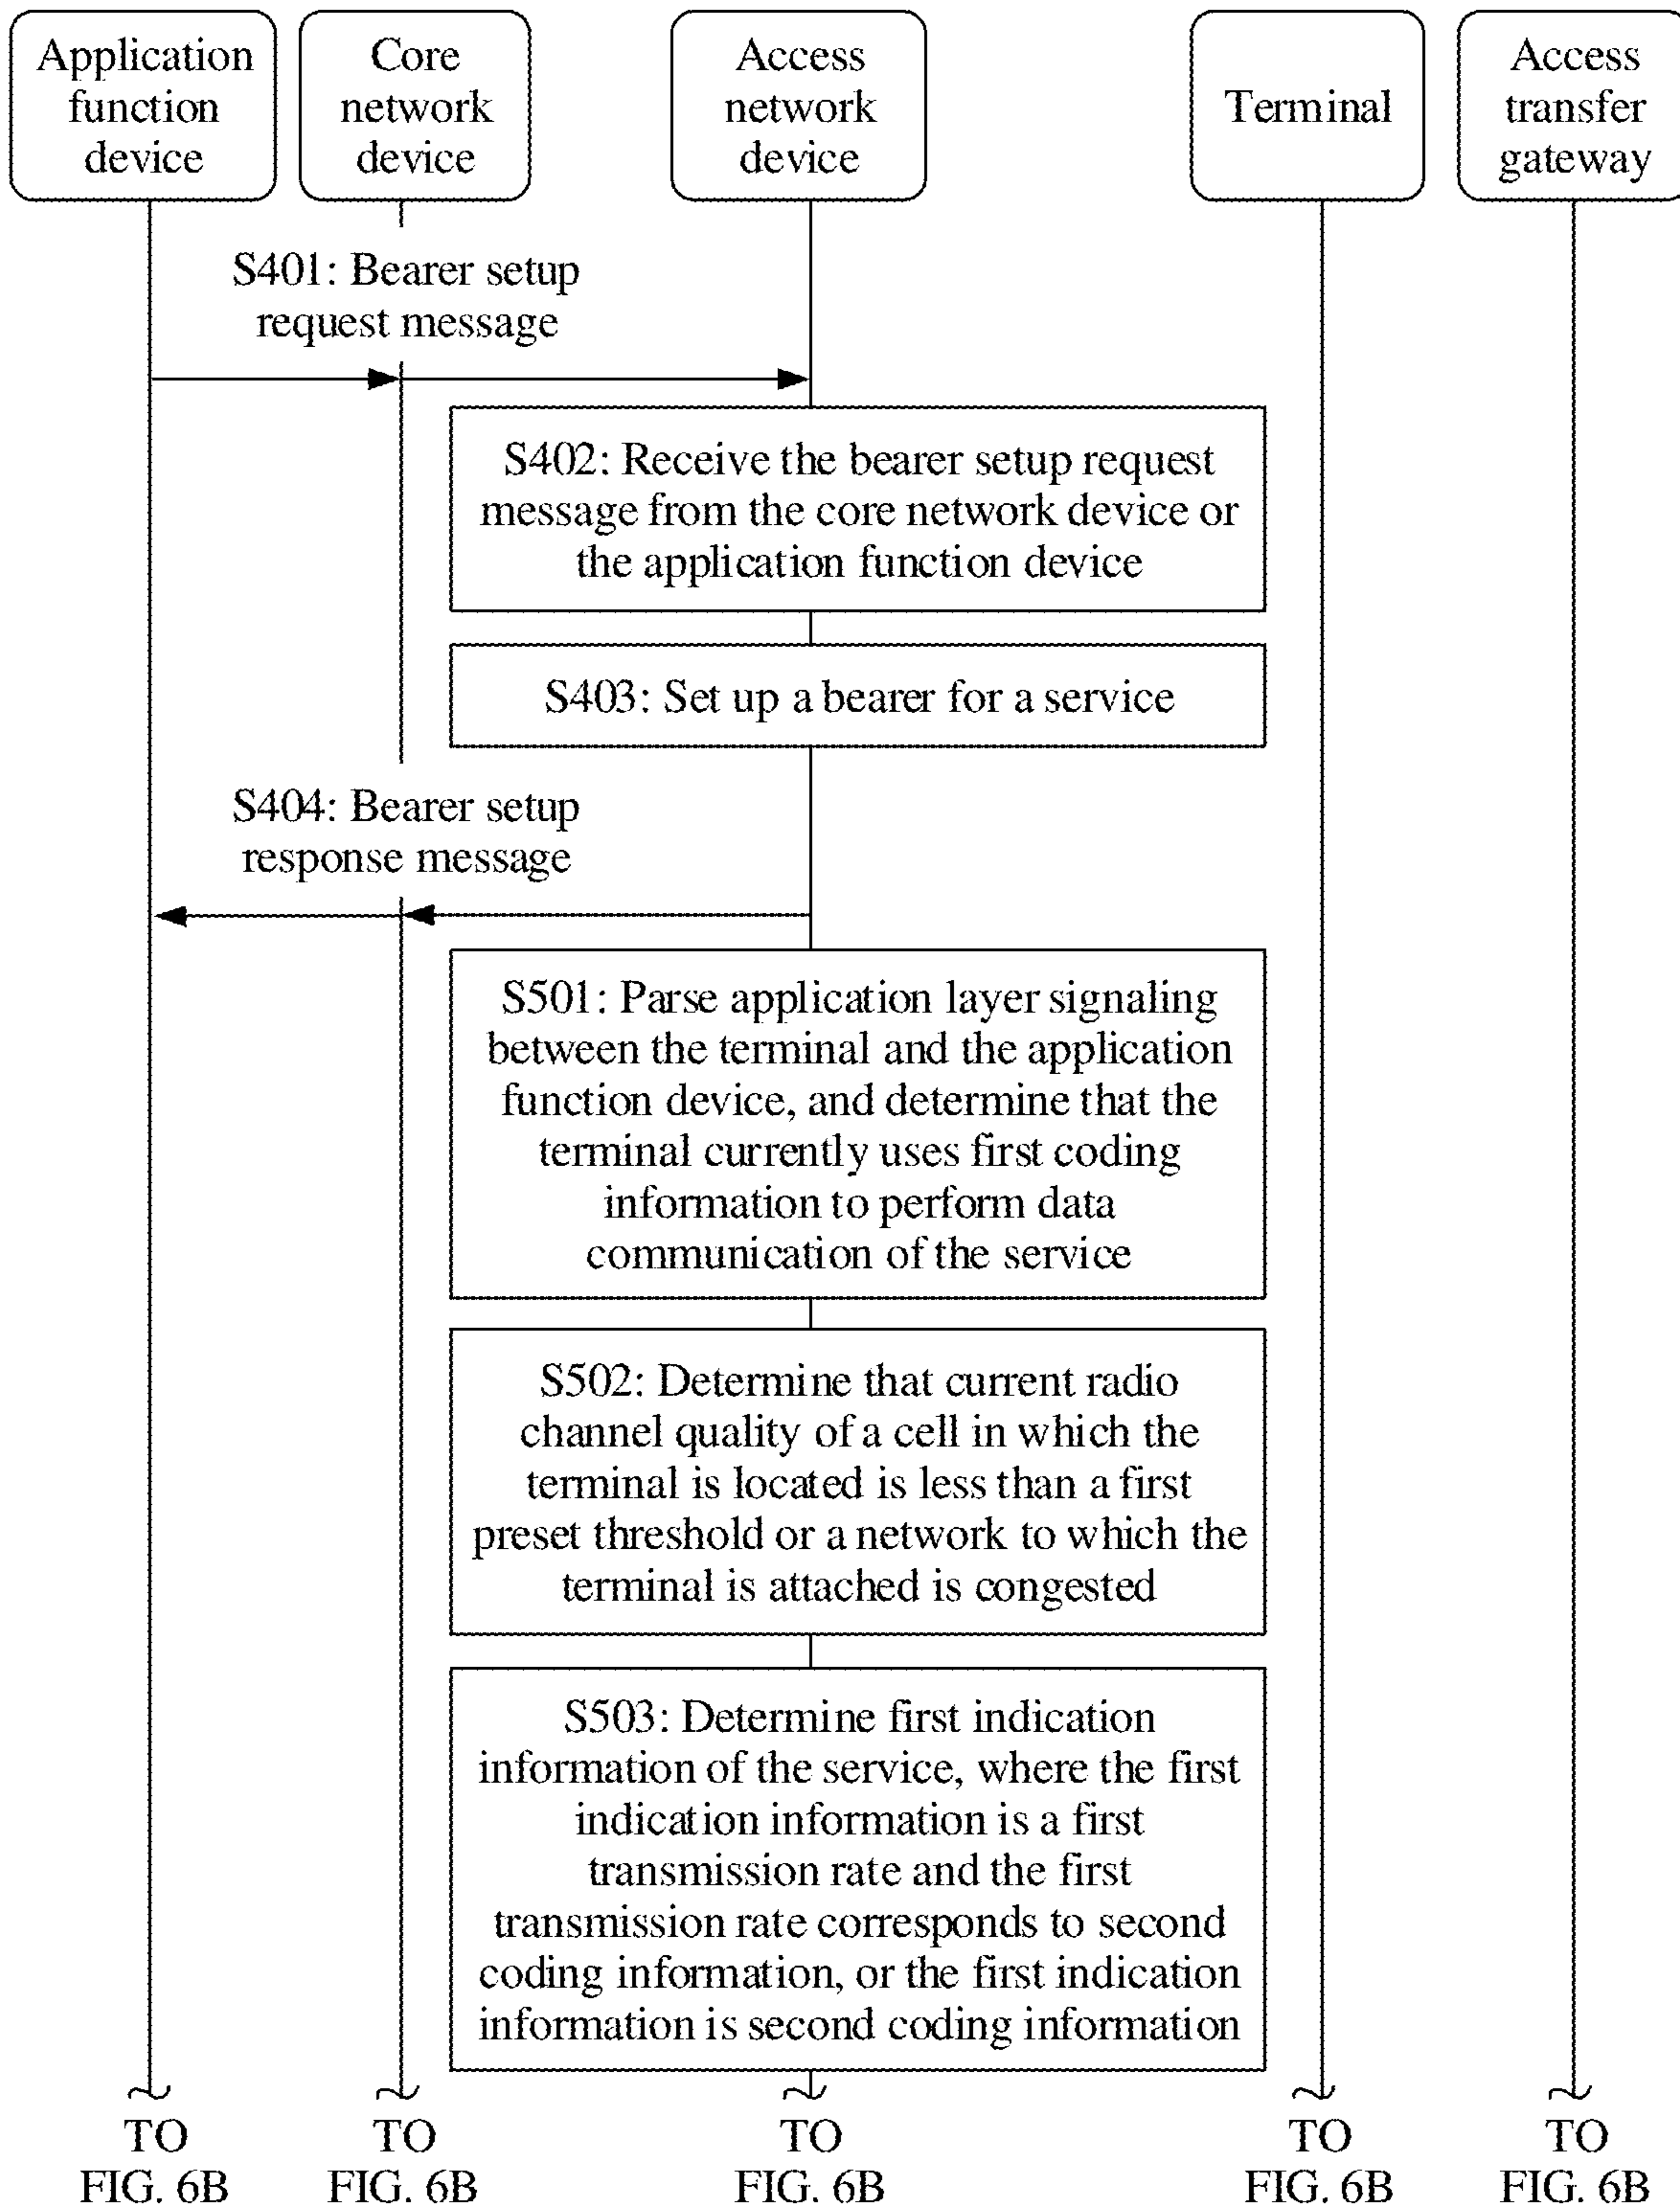 Application
function
device
Core
network
device
Access
network
device
Terminal
Access
transfer
gateway
S401: Bearer setup
request message
S402: Receive the bearer setup request
message from the core network device or
the application function device
S403: Set up a bearer for a service
S404: Bearer setup
response message
S501: Parse application layer signaling
between the terminal and the application
function device, and determine that the
terminal currently uses first coding
information to perform data
communication of the service
S502: Determine that current radio
channel quality of a cell in which the
terminal is located is less than a first
preset threshold or a network to which the
terminal is attached is congested
S503: Determine first indication
information of the service, where the first
indication information is a first
transmission rate and the first
transmission rate corresponds to second
coding information, or the first indication
information is second coding information
TO
FIG. 6B
TO
FIG. 6B
TO
FIG. 6B
TO
FIG. 6B
TO
FIG. 6B